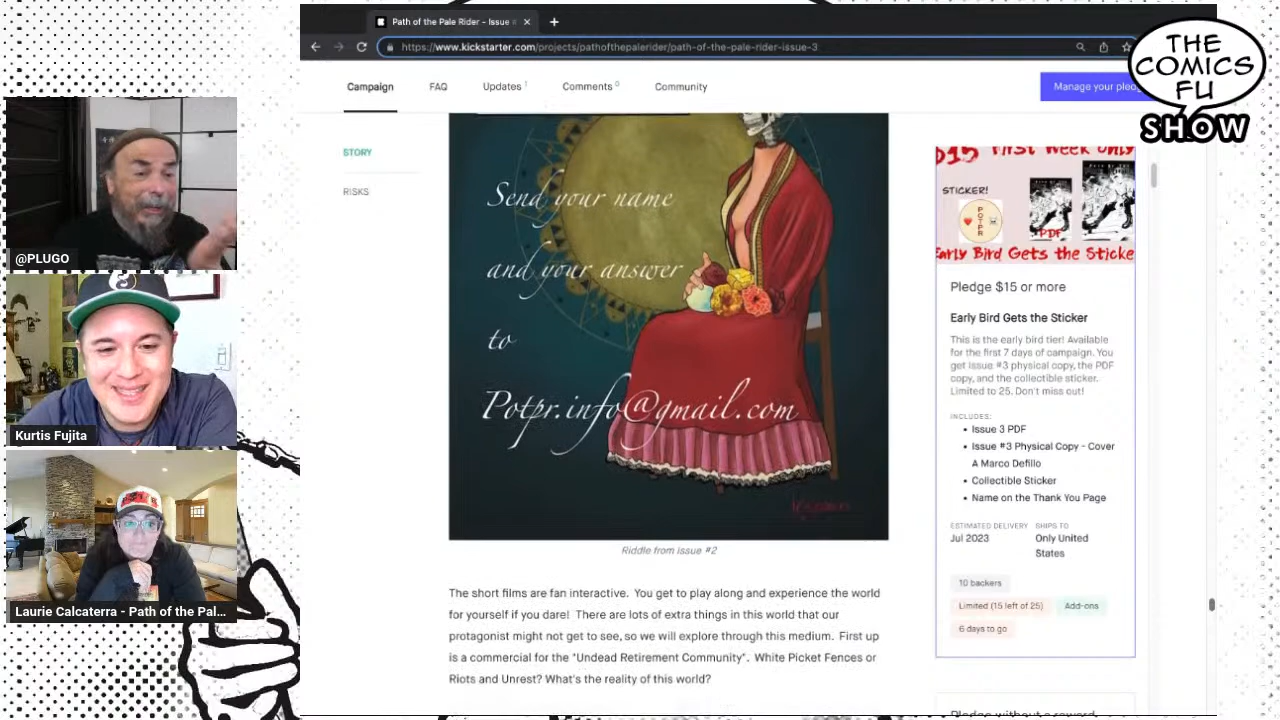 Path of the Pale Rider - Issue
https://www.kickstarter.com/projects/pathofthepalerider/path-of-the-pale-rider-issue-3
THE
COMICS
FU
SHOW
Campaign
FAQ
Updates 1
Comments 0
Community
Manage your pledg
STORY
RISKS
Send your name
and your answer
to
Potpr.info@gmail.com
Riddle from issue #2
The short films are fan interactive. You get to play along and experience the world
for yourself if you dare! There are lots of extra things in this world that our
protagonist might not get to see, so we will explore through this medium. First up
is a commercial for the "Undead Retirement Community". White Picket Fences or
Riots and Unrest? What's the reality of this world?
$15 First Week Only
STICKER!
POTPR
PDF
Early Bird Gets the Sticke
Pledge $15 or more
Early Bird Gets the Sticker
This is the early bird tier! Available
for the first 7 days of campaign. You
get Issue #3 physical copy, the PDF
copy, and the collectible sticker.
Limited to 25. Don't miss out!
INCLUDES:
• Issue 3 PDF
• Issue #3 Physical Copy - Cover
A Marco Defillo
• Collectible Sticker
• Name on the Thank You Page
ESTIMATED DELIVERY
Jul 2023
SHIPS TO
Only United
States
10 backers
Limited (15 left of 25)
Add-ons
6 days to go
Pledge without a reward
@PLUGO
Kurtis Fujita
Laurie Calcaterra - Path of the Pal...